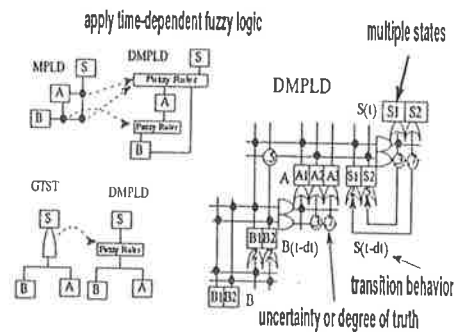 apply time-dependent fuzzy logic
MPLD
DMPLD
S
S
Fuzzy Rules
A
A
Fuzzy Rules
B
B
GTST
DMPLD
S
S
Fuzzy Rules
B
A
B
A
multiple states
DMPLD
S(t)
S1
S2
A
A1
A2
A3
S1
S2
B1
B2
B(t-dt)
S(t-dt)
B1
B2
B
transition behavior
uncertainty or degree of truth